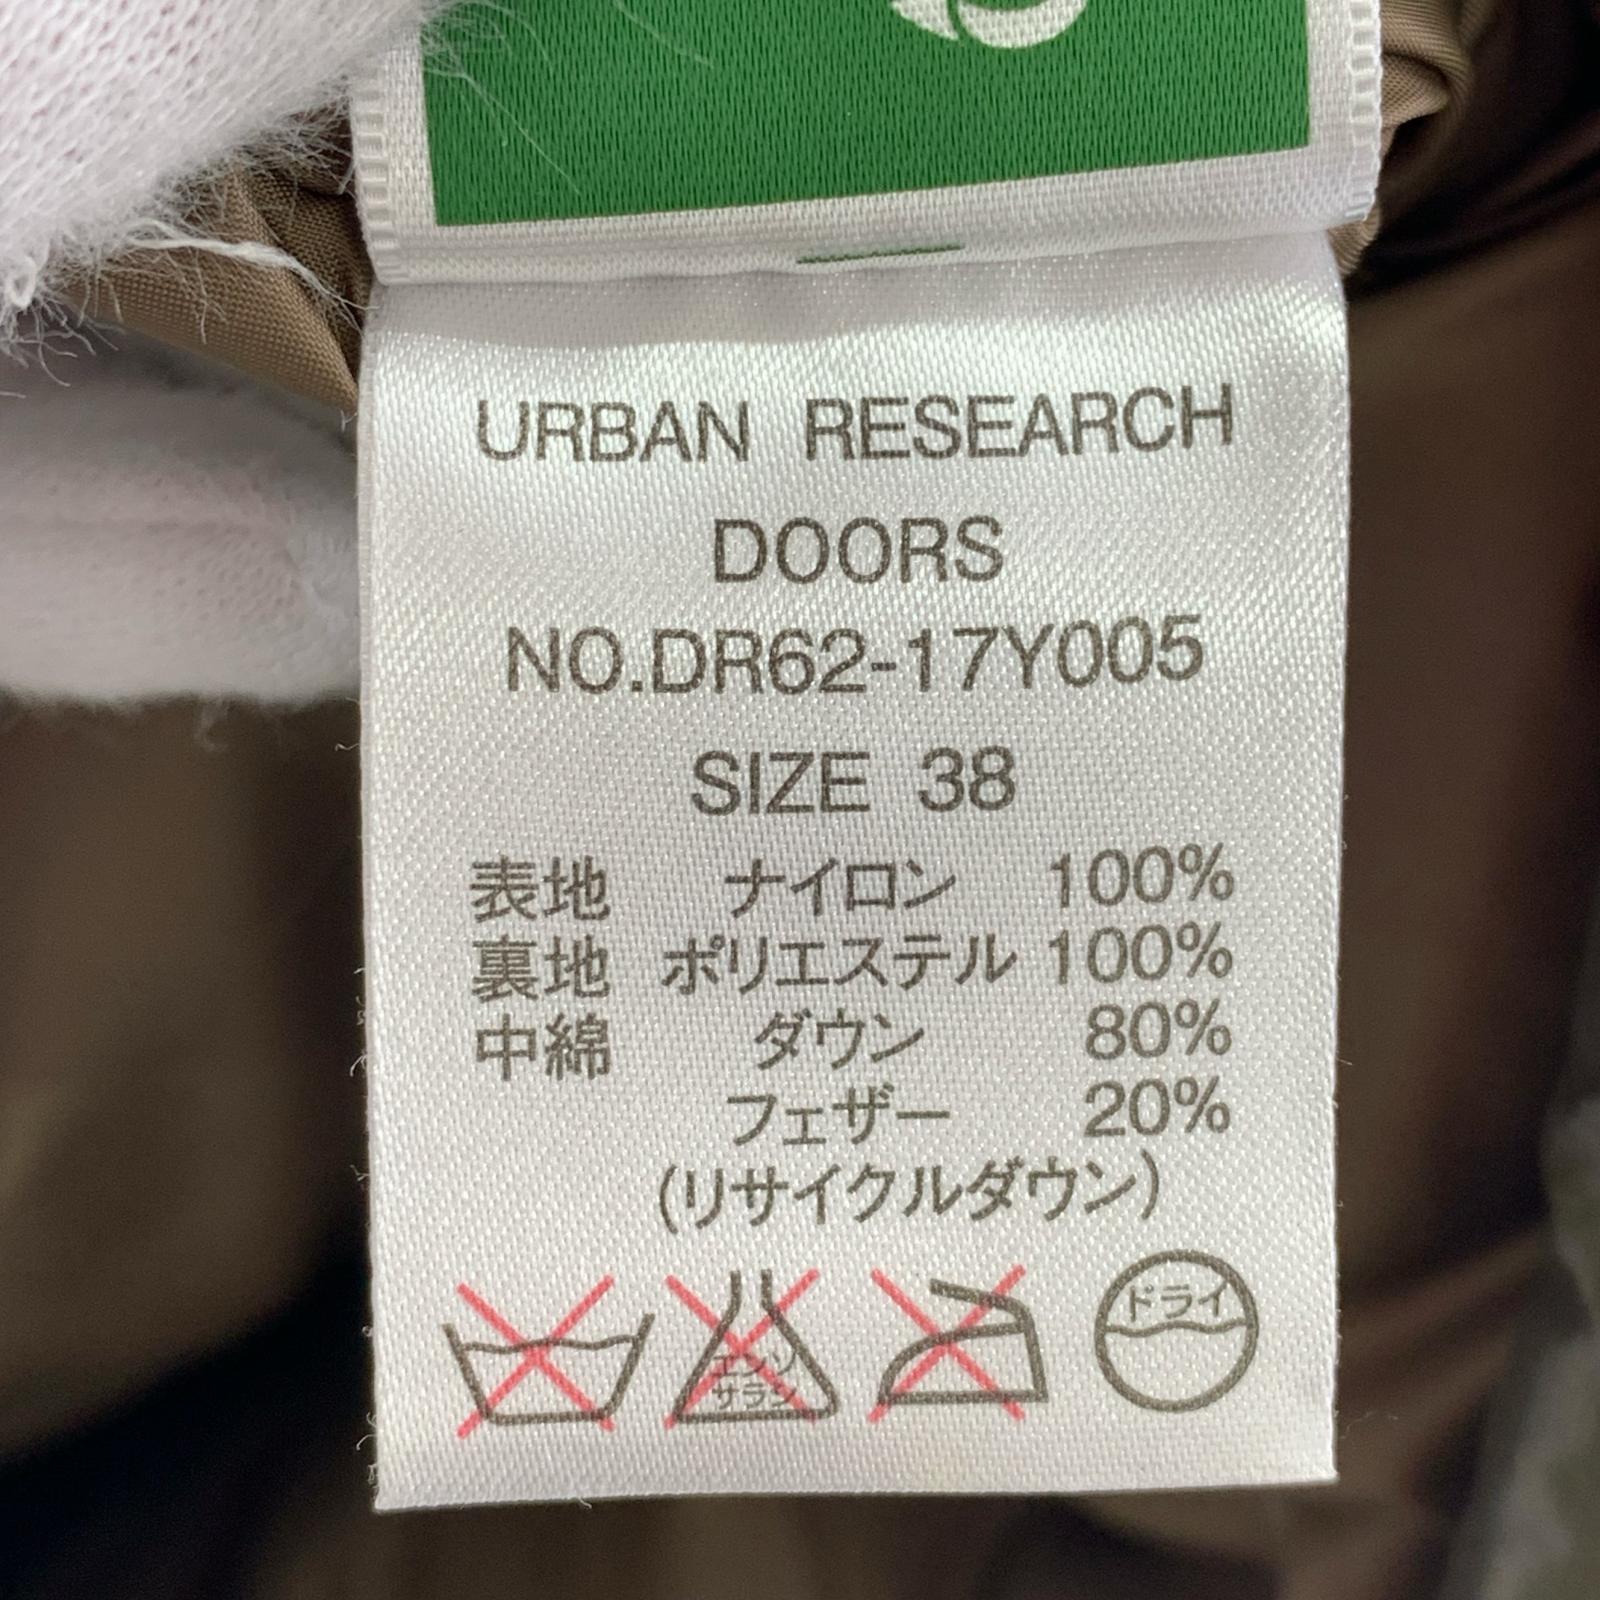 URBAN RESEARCH
DOORS
NO.DR62-17Y005
SIZE 38
表地 ナイロン 100%
裏地 ポリエステル 100%
中綿 ダウン 80%
フェザー 20%
(リサイクルダウン)
エンソ
サラシ
ドライ